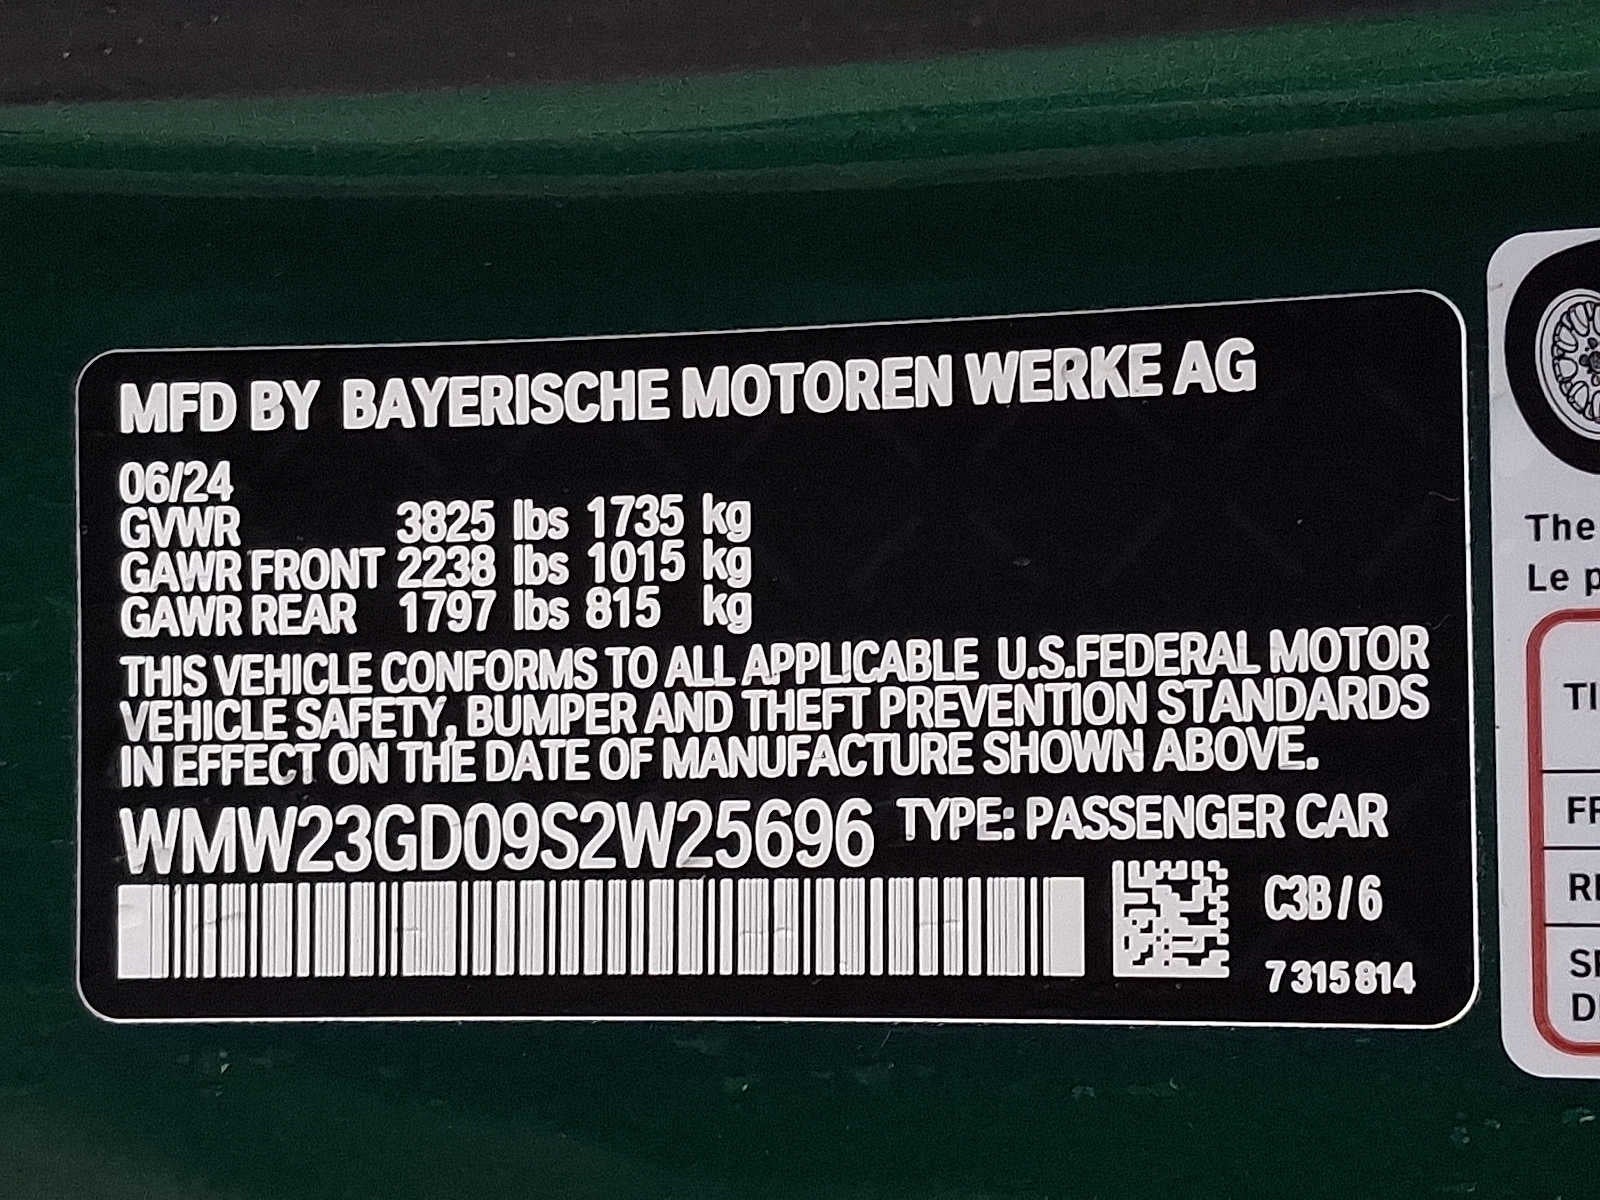 MFD BY BAYERISCHE MOTOREN WERKE AG
06/24
GVWR 3825 lbs 1735 kg
GAWR FRONT 2238 lbs 1015 kg
GAWR REAR 1797 lbs 815 kg
THIS VEHICLE CONFORMS TO ALL APPLICABLE U.S.FEDERAL MOTOR
VEHICLE SAFETY, BUMPER AND THEFT PREVENTION STANDARDS
IN EFFECT ON THE DATE OF MANUFACTURE SHOWN ABOVE.
WMW23GD09S2W25696 TYPE: PASSENGER CAR
C3B / 6
7 315 814
The
Le